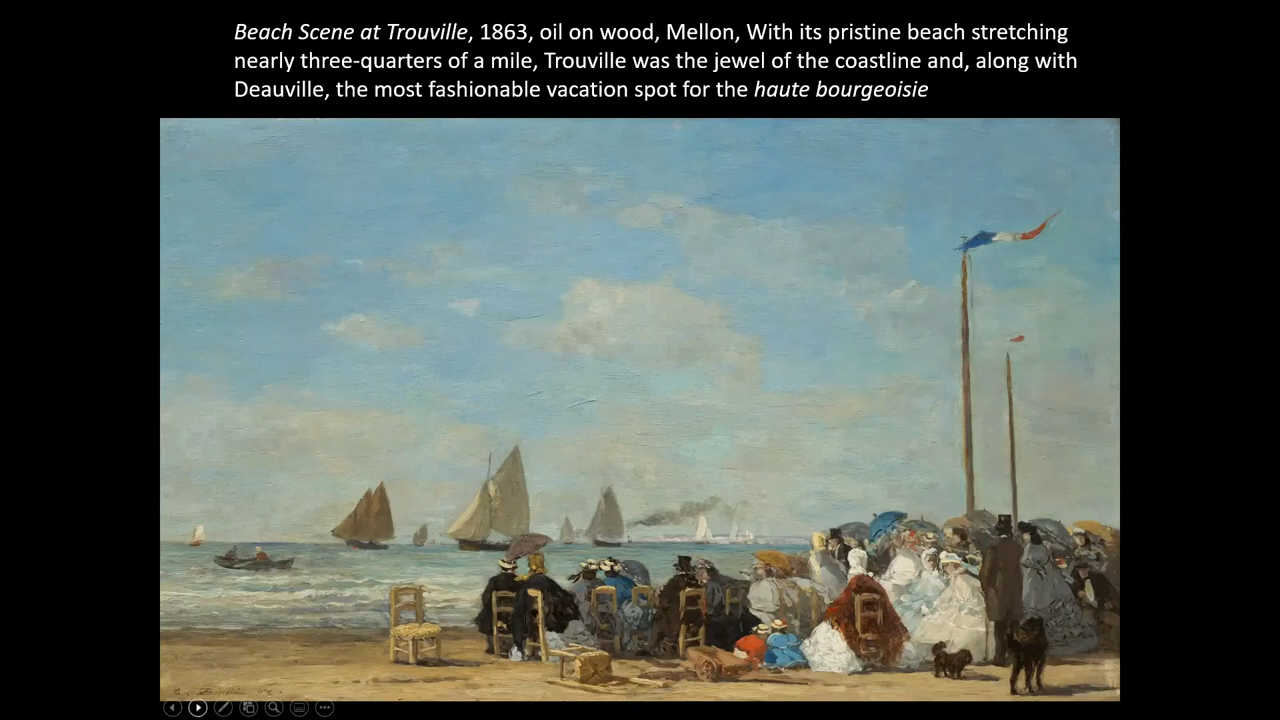 Beach Scene at Trouville, 1863, oil on wood, Mellon, With its pristine beach stretching
nearly three-quarters of a mile, Trouville was the jewel of the coastline and, along with
Deauville, the most fashionable vacation spot for the haute bourgeoisie